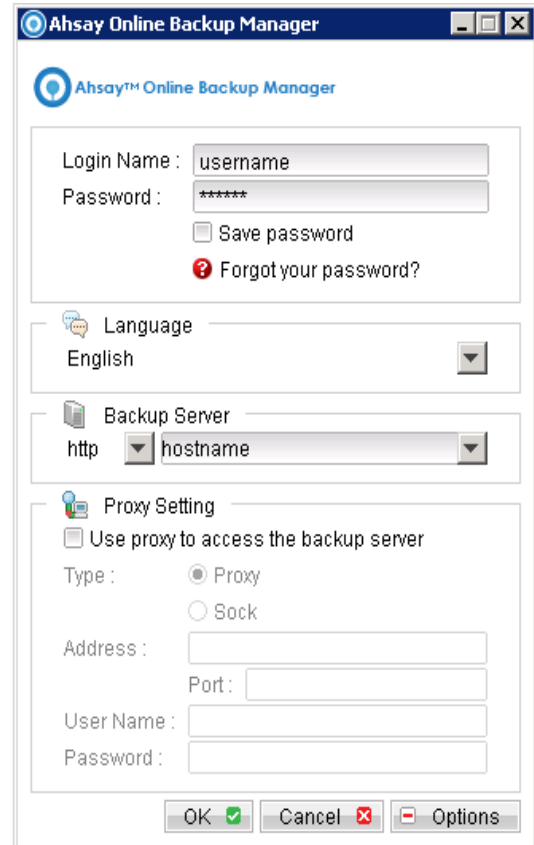 Ahsay Online Backup Manager
Ahsay™ Online Backup Manager
Login Name : username
Password : ******
Save password
Forgot your password?
Language
English
Backup Server
http hostname
Proxy Setting
Use proxy to access the backup server
Type : Proxy
Sock
Address :
Port :
User Name :
Password :
OK Cancel Options